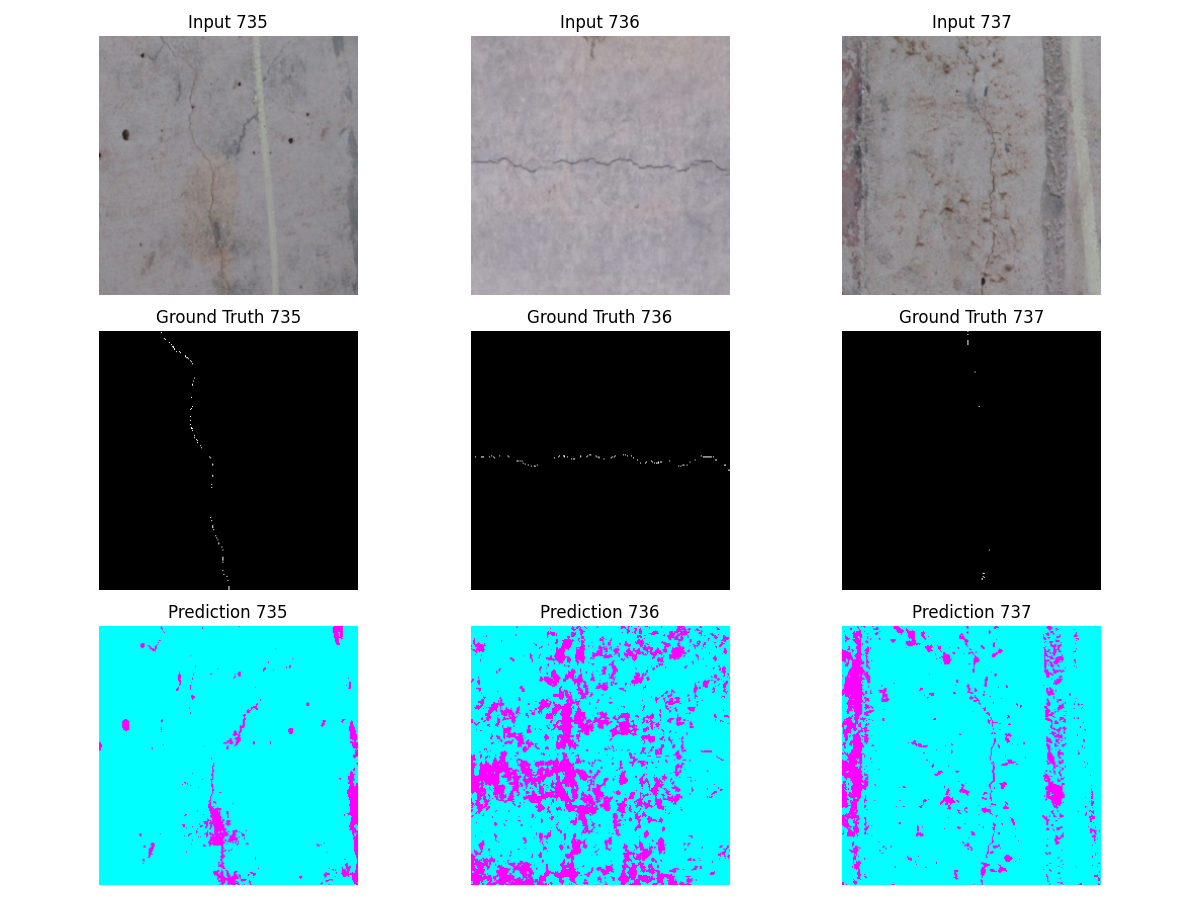 Input 735
Input 736
Input 737
Ground Truth 735
Ground Truth 736
Ground Truth 737
Prediction 735
Prediction 736
Prediction 737